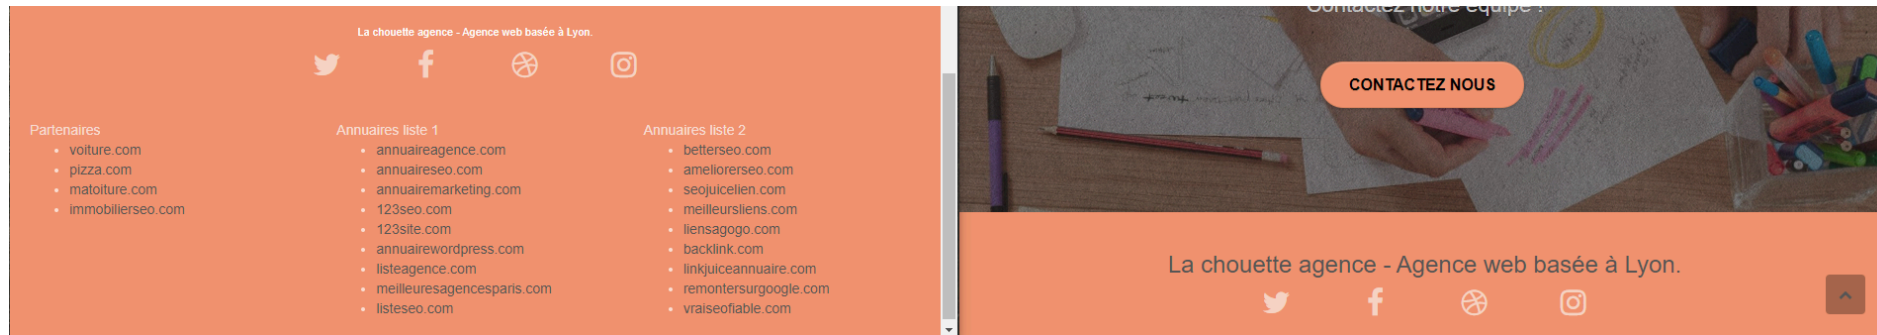 La chouette agence - Agence web basée à Lyon.
Partenaires
voiture.com
pizza.com
matoiture.com
immobilierseo.com
Annuaires liste 1
annuaireagence.com
annuaireseo.com
annuairemarketing.com
123seo.com
123site.com
annuairewordpress.com
listeagence.com
meilleuresagencesparis.com
listeseo.com
Annuaires liste 2
betterseo.com
ameliorerseo.com
seojuicelien.com
meilleursliens.com
liensagogo.com
backlink.com
linkjuiceannuaire.com
remontersurgoogle.com
vraiseofiable.com
Contactez notre équipe !
CONTACTEZ NOUS
La chouette agence - Agence web basée à Lyon.